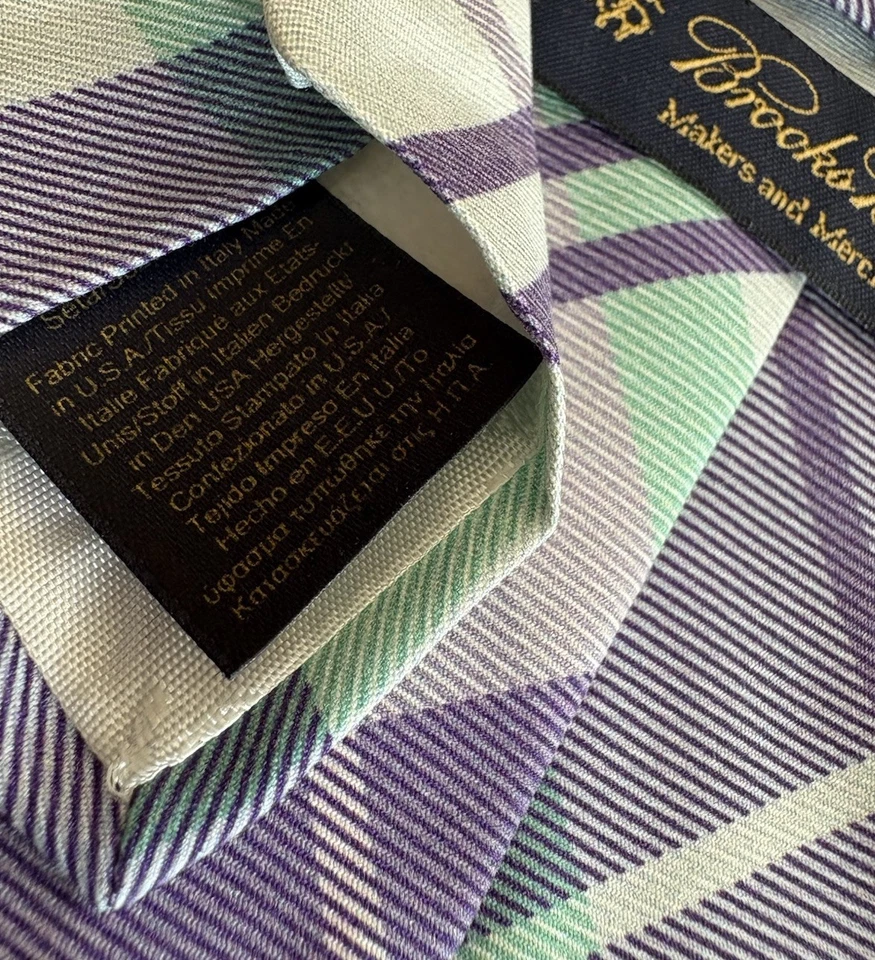 Brooks
Makers and Merc
Fabric Printed in Italy Made
in U.S.A./Tissu Imprimé En
Italie Fabriqué aux Etats-
Unis/Stoff in Italien Bedruckt
in Den USA Hergestellt
Tessuto Stampato In Italia
Confezionato in U.S.A./
Tejido Impreso En Italia
Hecho en E.E.U.U./Το
ύφασμα τυπώθηκε την Ιταλία
Κατασκευάζεται στις Η.Π.Α.